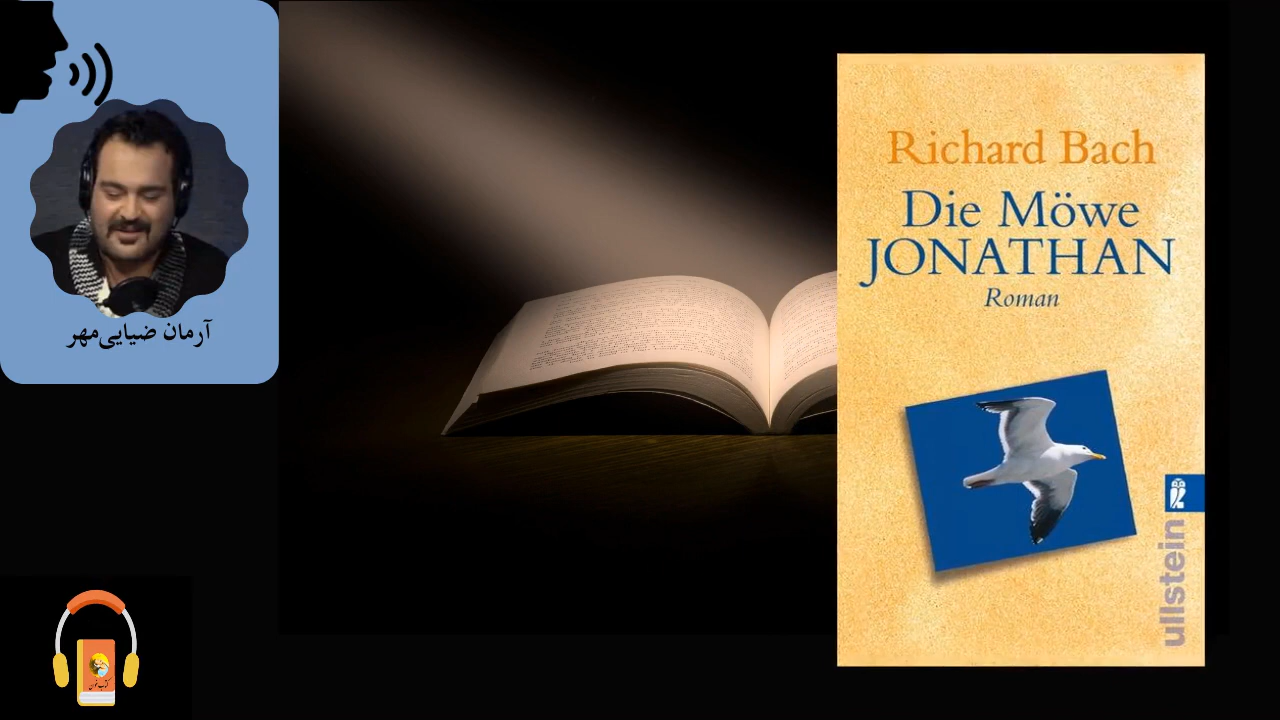 آرمان ضیایی‌مهر
Richard Bach
Die Möwe
JONATHAN
Roman
ullstein